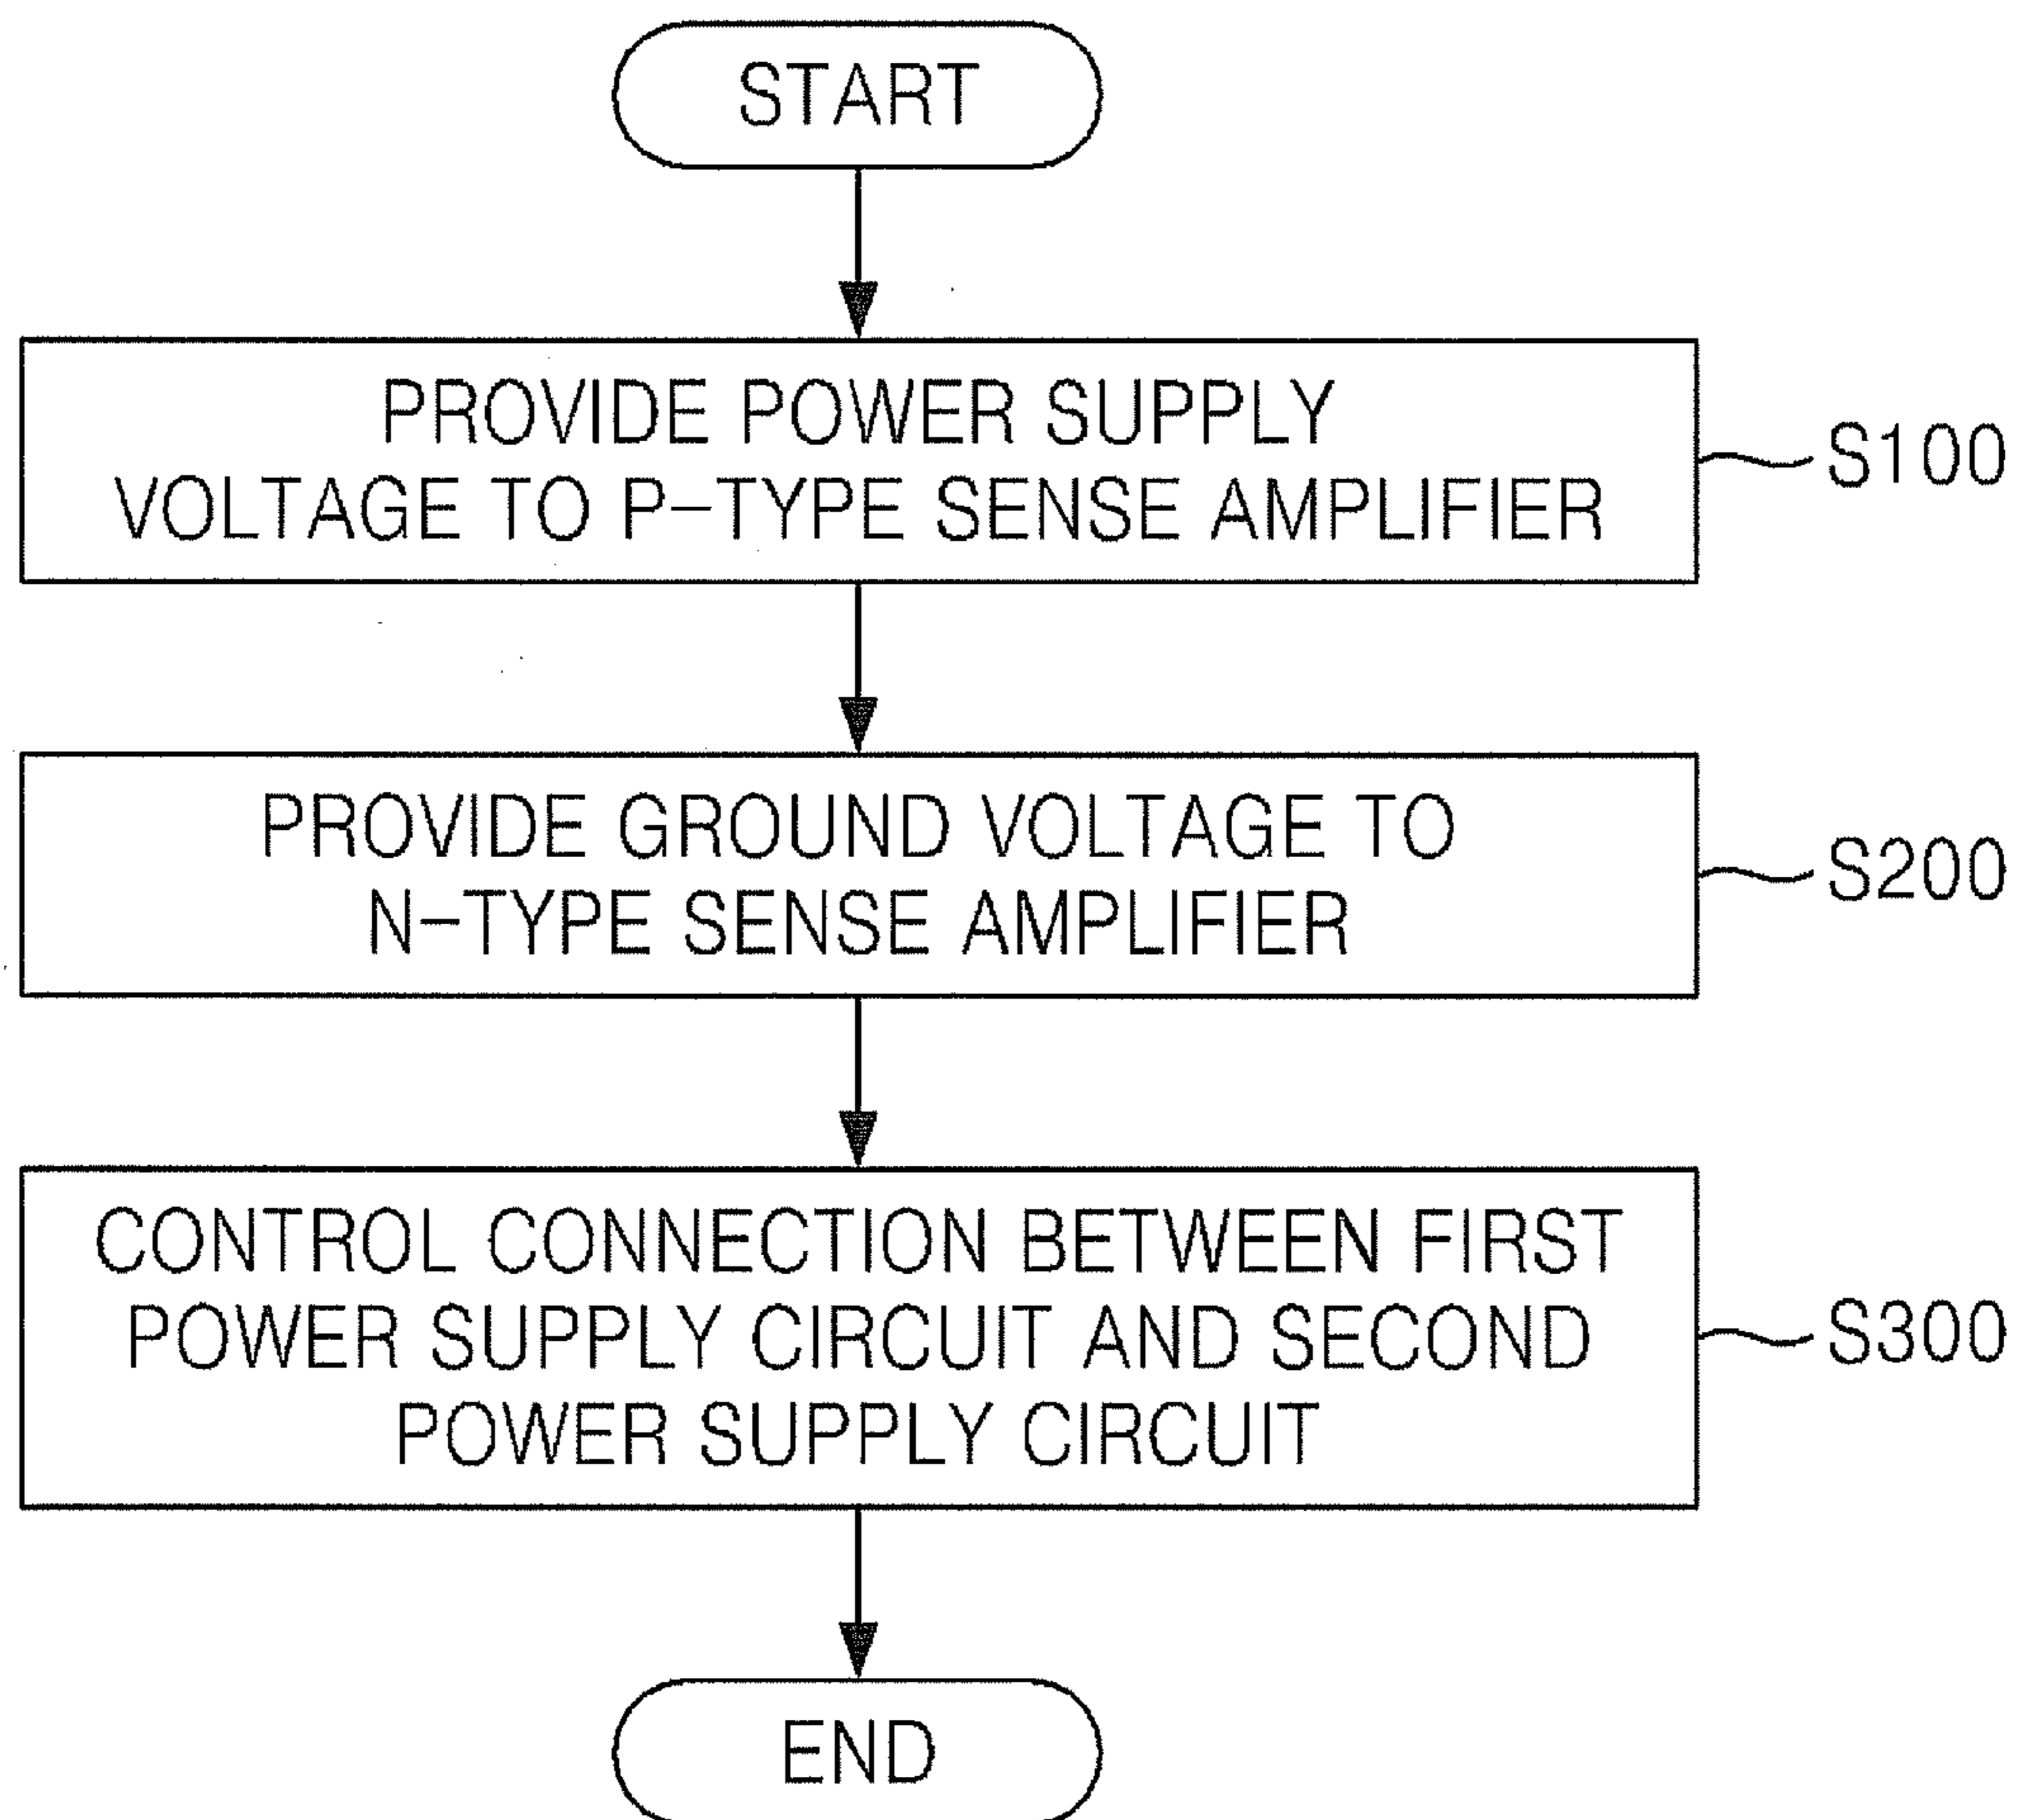 START
PROVIDE POWER SUPPLY
VOLTAGE TO P-TYPE SENSE AMPLIFIER
S100
PROVIDE GROUND VOLTAGE TO
N-TYPE SENSE AMPLIFIER
S200
CONTROL CONNECTION BETWEEN FIRST
POWER SUPPLY CIRCUIT AND SECOND
POWER SUPPLY CIRCUIT
S300
END